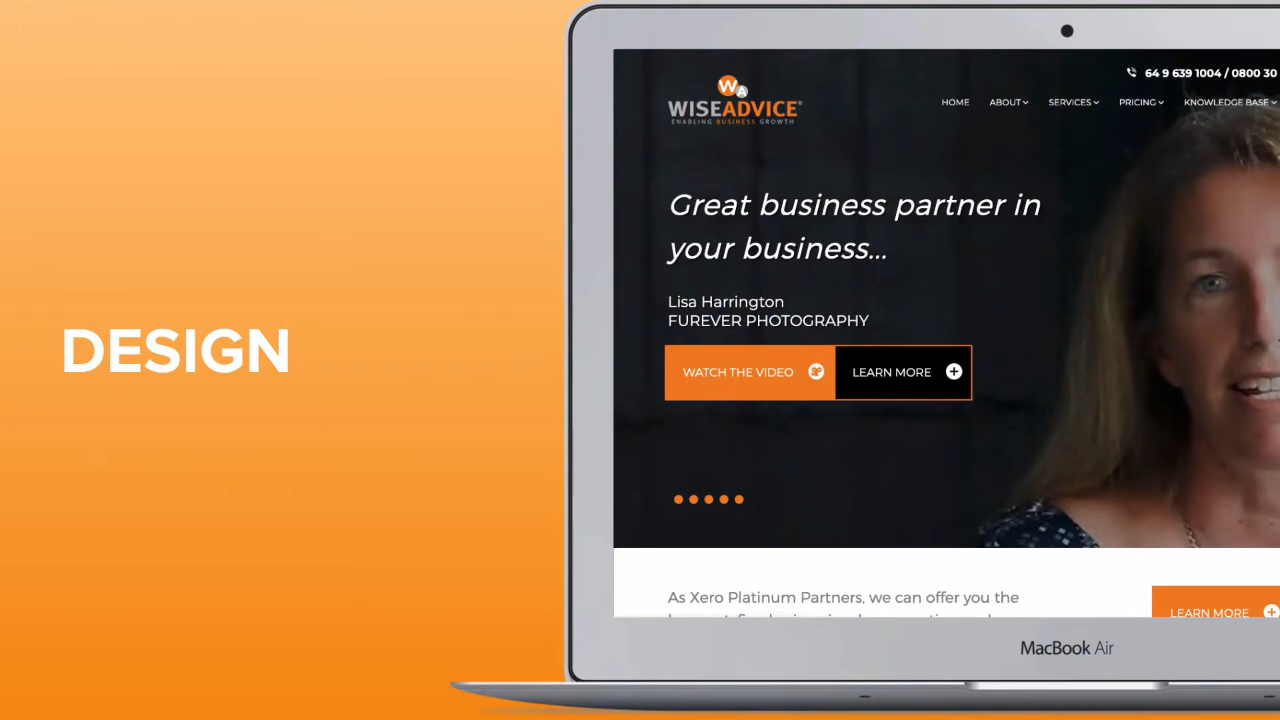 DESIGN
64 9 639 1004 / 0800 30
WA
WISEADVICE®
ENABLING BUSINESS GROWTH
HOME ABOUT SERVICES PRICING KNOWLEDGE BASE
Great business partner in
your business...
Lisa Harrington
FUREVER PHOTOGRAPHY
WATCH THE VIDEO LEARN MORE
As Xero Platinum Partners, we can offer you the
LEARN MORE
MacBook Air